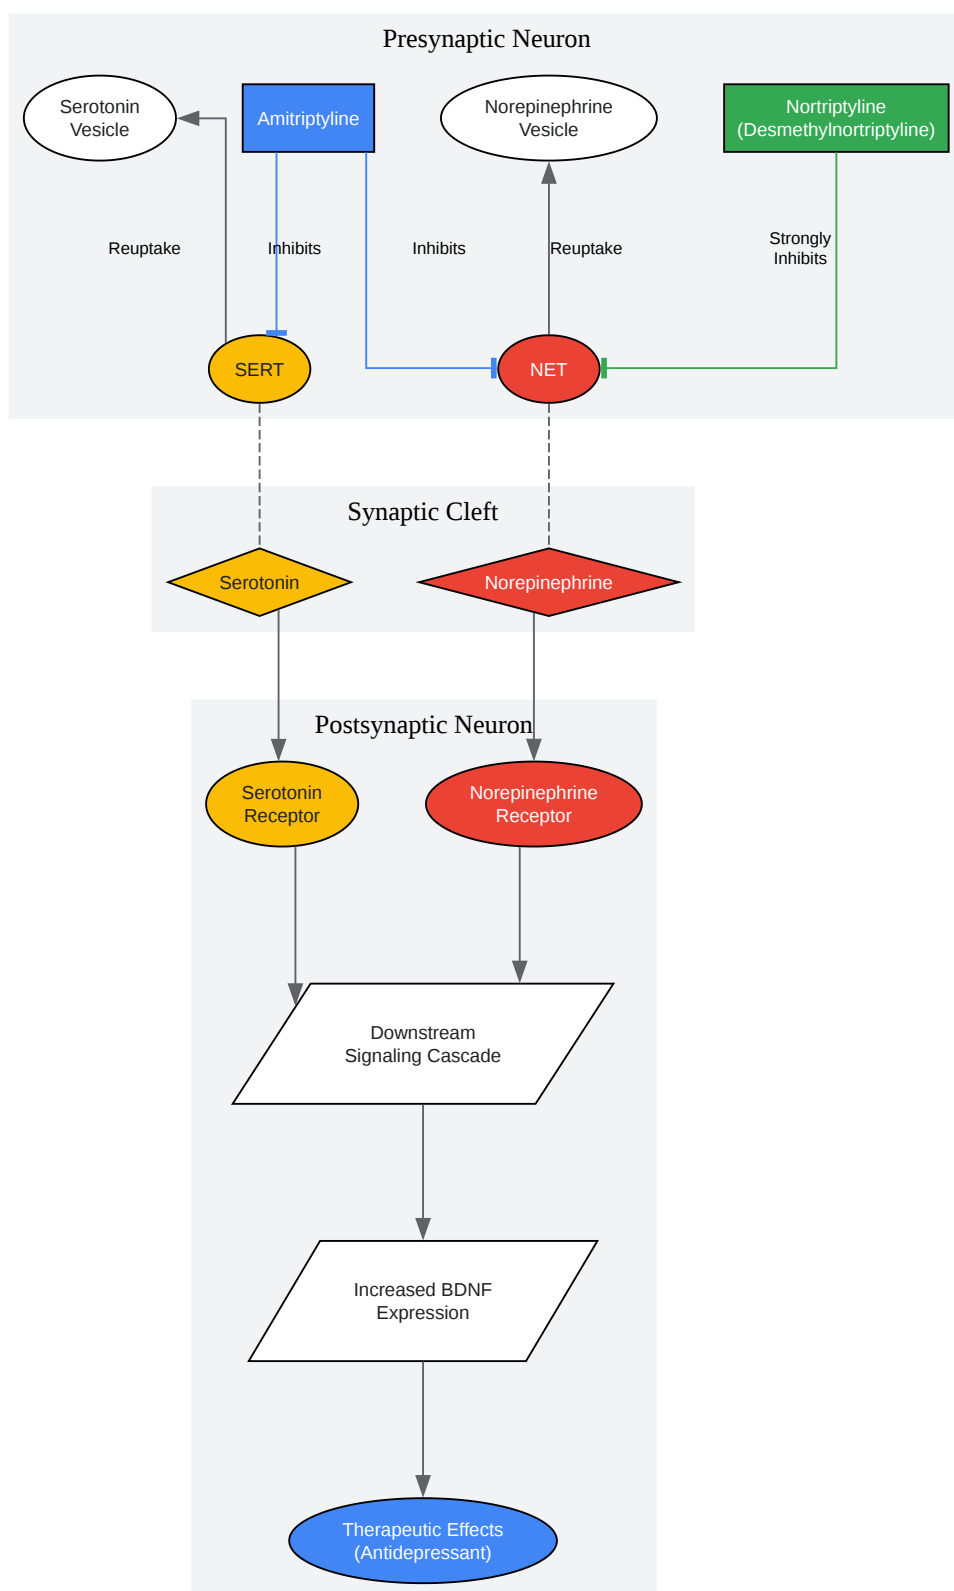 Presynaptic Neuron
Serotonin
Vesicle
Amitriptyline
Norepinephrine
Vesicle
Nortriptyline
(Desmethylnortriptyline)
Reuptake
Inhibits
Inhibits
Reuptake
Strongly
Inhibits
SERT
NET
Synaptic Cleft
Serotonin
Norepinephrine
Postsynaptic Neuron
Serotonin
Receptor
Norepinephrine
Receptor
Downstream
Signaling Cascade
Increased BDNF
Expression
Therapeutic Effects
(Antidepressant)